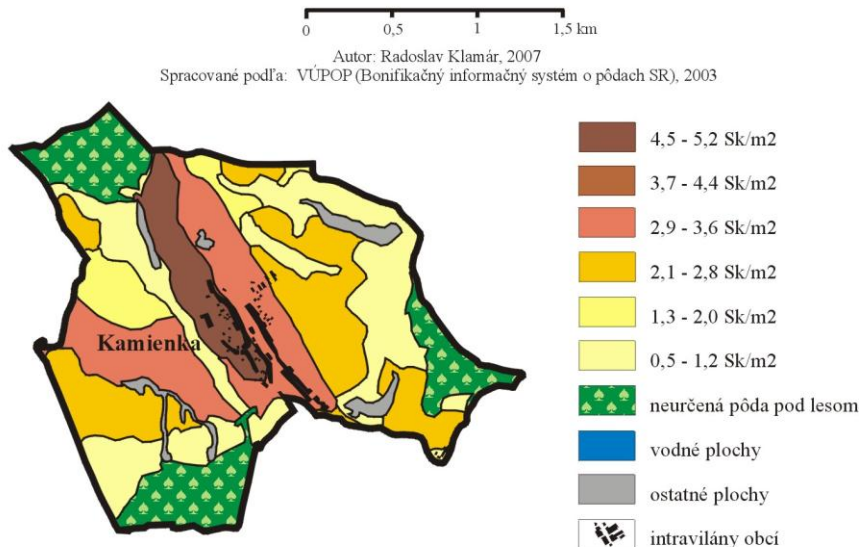 0 0,5 1 1,5 km
Autor: Radoslav Klamár, 2007
Spracované podľa: VÚPOP (Bonifikačný informačný systém o pôdach SR), 2003
4,5 - 5,2 Sk/m2
3,7 - 4,4 Sk/m2
2,9 - 3,6 Sk/m2
2,1 - 2,8 Sk/m2
1,3 - 2,0 Sk/m2
Kamienka
0,5 - 1,2 Sk/m2
neurčená pôda pod lesom
vodné plochy
ostatné plochy
intravilány obcí